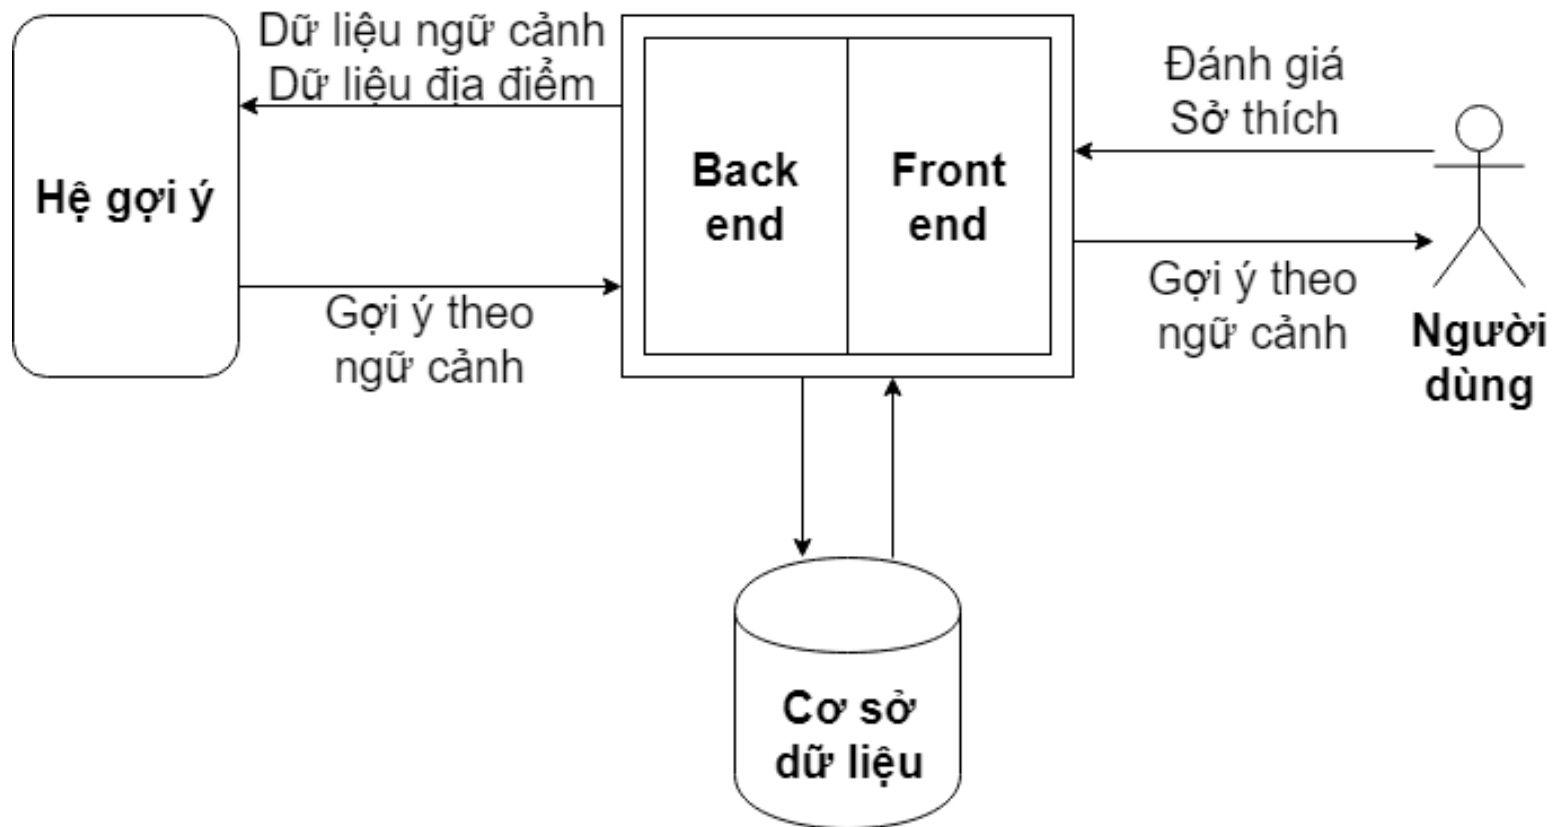 Dữ liệu ngữ cảnh
Dữ liệu địa điểm
Hệ gợi ý
Gợi ý theo
ngữ cảnh
Back
end
Front
end
Đánh giá
Sở thích
Gợi ý theo
ngữ cảnh
Người
dùng
Cơ sở
dữ liệu